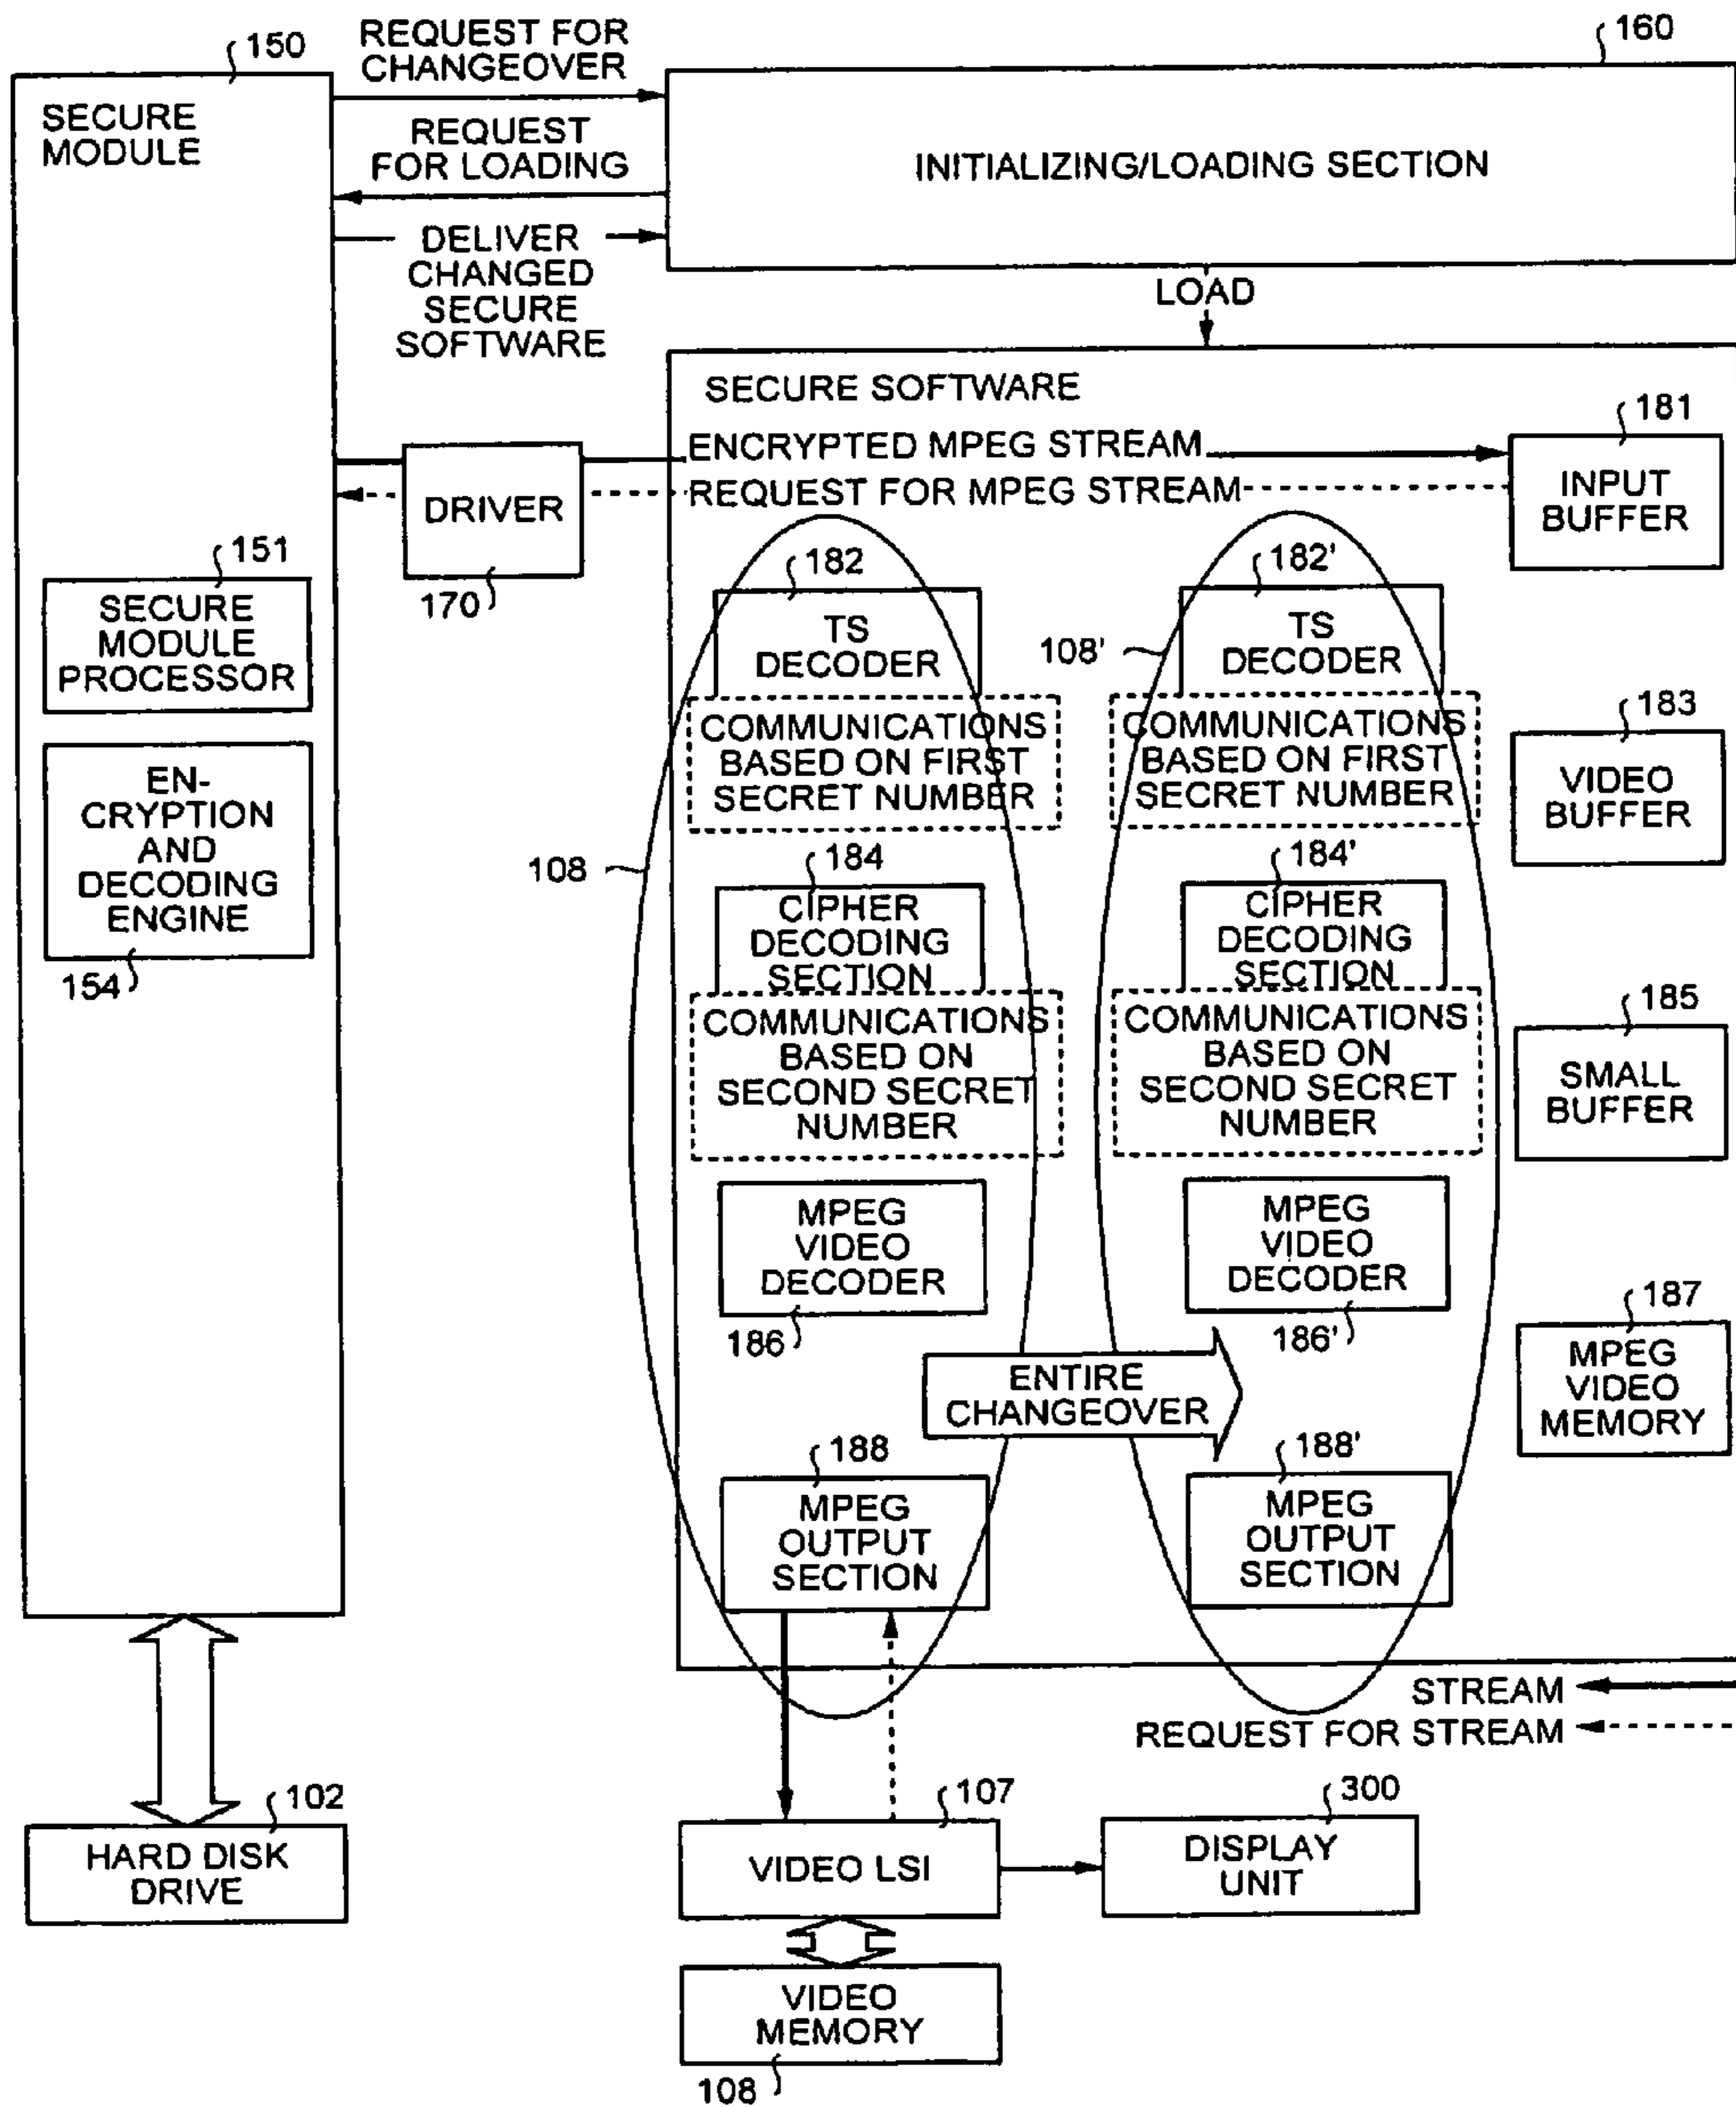 150
REQUEST FOR
CHANGEOVER
160
SECURE
MODULE
REQUEST
FOR LOADING
INITIALIZING/LOADING SECTION
DELIVER
CHANGED
SECURE
SOFTWARE
LOAD
SECURE SOFTWARE
181
ENCRYPTED MPEG STREAM
REQUEST FOR MPEG STREAM
INPUT
BUFFER
DRIVER
170
151
SECURE
MODULE
PROCESSOR
182
TS
DECODER
182'
TS
DECODER
108'
COMMUNICATIONS
BASED ON FIRST
SECRET NUMBER
COMMUNICATIONS
BASED ON FIRST
SECRET NUMBER
183
VIDEO
BUFFER
EN-
CRYPTION
AND
DECODING
ENGINE
154
108
184
CIPHER
DECODING
SECTION
184'
CIPHER
DECODING
SECTION
COMMUNICATIONS
BASED ON
SECOND SECRET
NUMBER
COMMUNICATIONS
BASED ON
SECOND SECRET
NUMBER
185
SMALL
BUFFER
MPEG
VIDEO
DECODER
186
MPEG
VIDEO
DECODER
186'
187
MPEG
VIDEO
MEMORY
ENTIRE
CHANGEOVER
188
MPEG
OUTPUT
SECTION
188'
MPEG
OUTPUT
SECTION
STREAM
REQUEST FOR STREAM
102
HARD DISK
DRIVE
107
VIDEO LSI
300
DISPLAY
UNIT
VIDEO
MEMORY
108